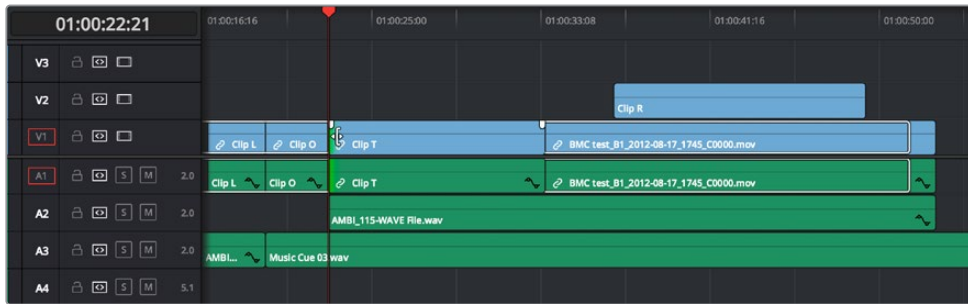 01:00:22:21 01:00:16:16 01:00:25:00 01:00:33:08 01:00:41:16 01:00:50:00
V3
V2 Clip R
V1 Clip L Clip O Clip T BMC test_B1_2012-08-17_1745_C0000.mov
A1 S M 2.0 Clip L Clip O Clip T BMC test_B1_2012-08-17_1745_C0000.mov
A2 S M 2.0 AMBI_115-WAVE File.wav
A3 S M 2.0 AMBI... Music Cue 03.wav
A4 S M 5.1